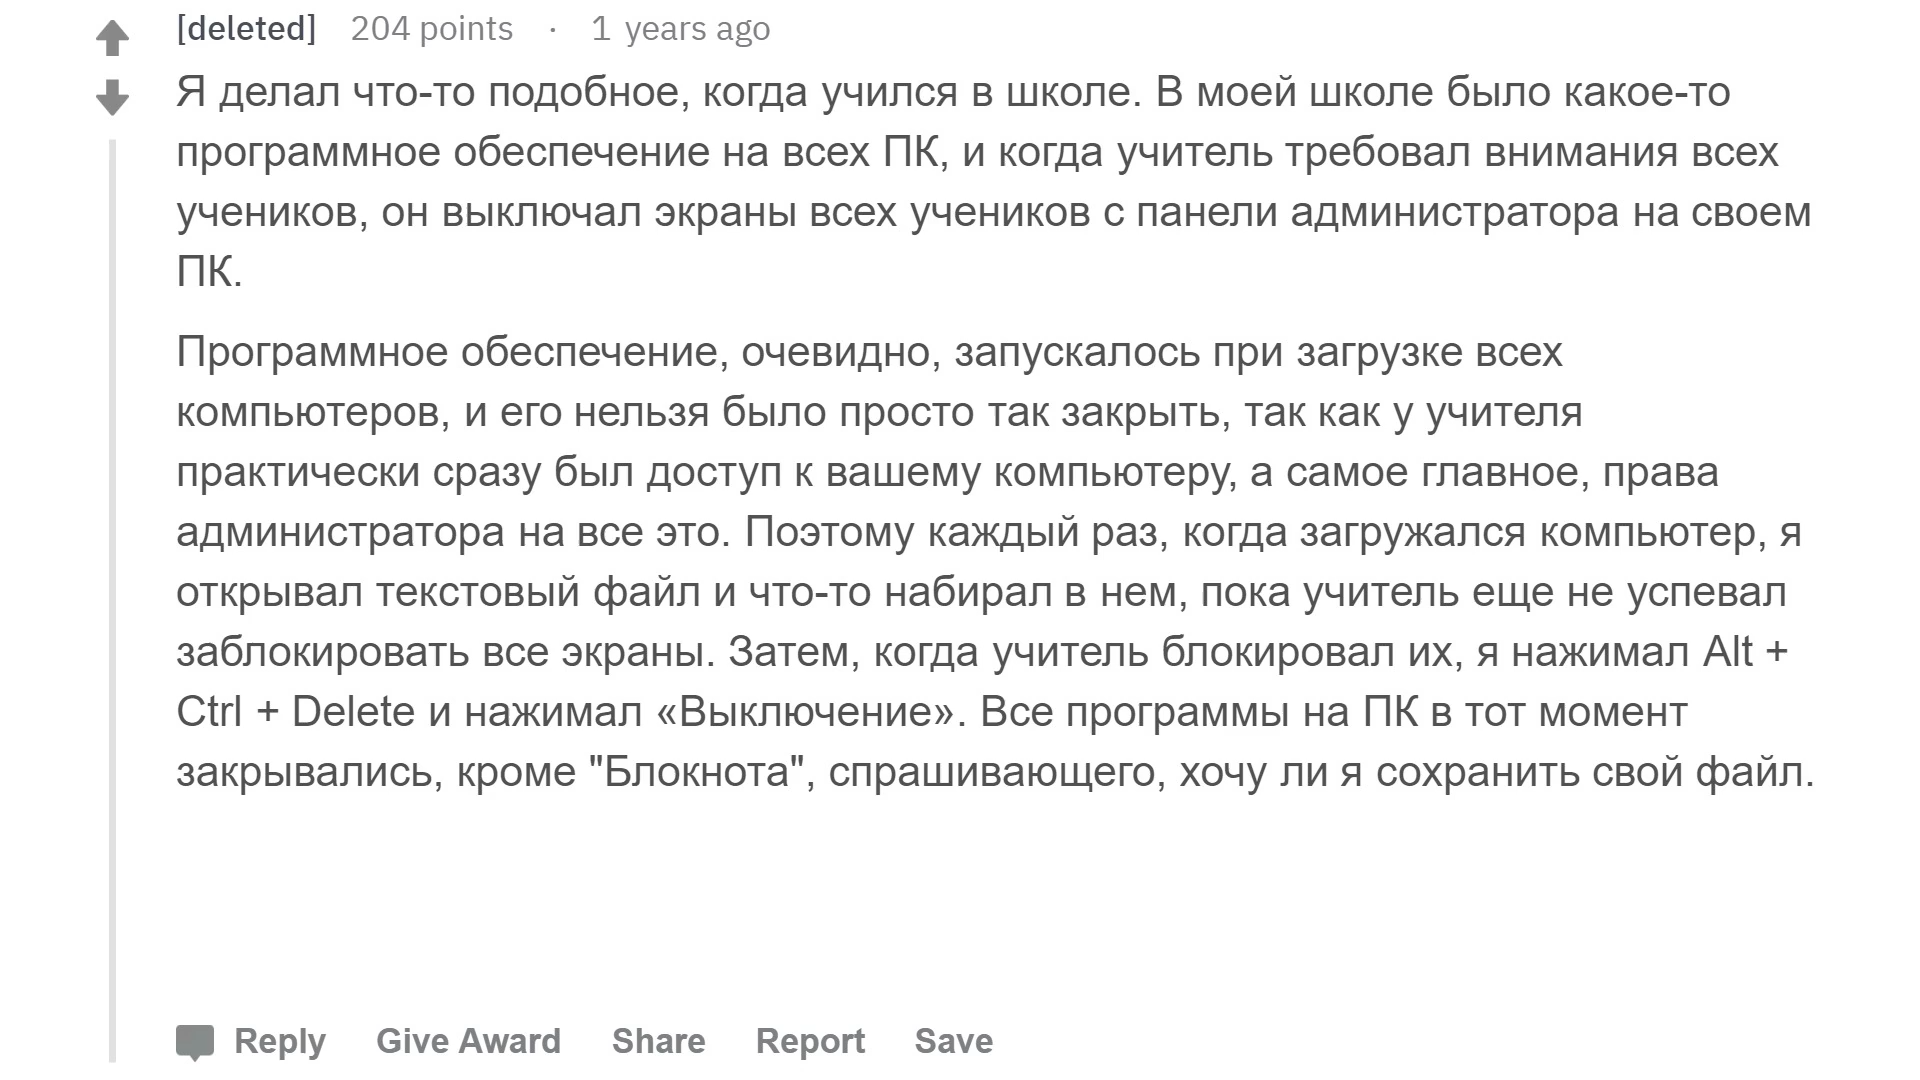 [deleted] 204 points · 1 years ago
Я делал что-то подобное, когда учился в школе. В моей школе было какое-то
программное обеспечение на всех ПК, и когда учитель требовал внимания всех
учеников, он выключал экраны всех учеников с панели администратора на своем
ПК.
Программное обеспечение, очевидно, запускалось при загрузке всех
компьютеров, и его нельзя было просто так закрыть, так как у учителя
практически сразу был доступ к вашему компьютеру, а самое главное, права
администратора на все это. Поэтому каждый раз, когда загружался компьютер, я
открывал текстовый файл и что-то набирал в нем, пока учитель еще не успевал
заблокировать все экраны. Затем, когда учитель блокировал их, я нажимал Alt +
Ctrl + Delete и нажимал «Выключение». Все программы на ПК в тот момент
закрывались, кроме "Блокнота", спрашивающего, хочу ли я сохранить свой файл.
Reply Give Award Share Report Save